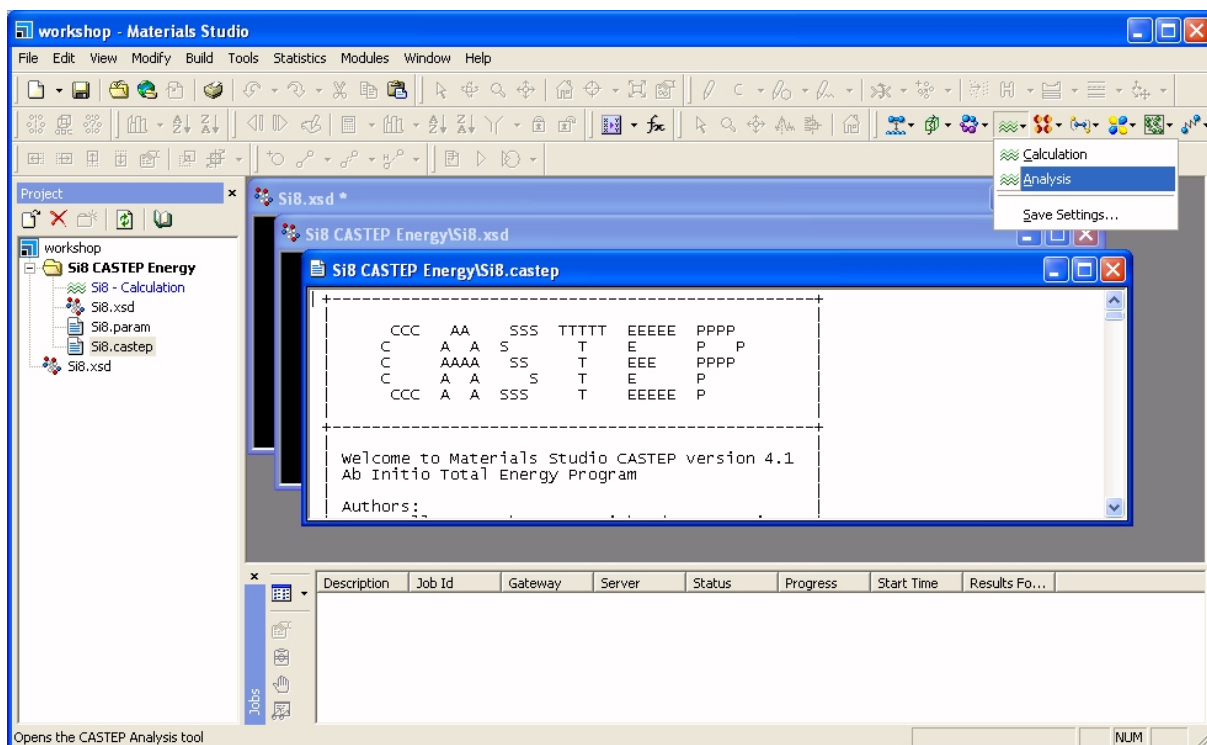 workshop - Materials Studio
File Edit View Modify Build Tools Statistics Modules Window Help
Calculation
Analysis
Save Settings...
Project
workshop
Si8 CASTEP Energy
Si8 - Calculation
Si8.xsd
Si8.param
Si8.castep
Si8.xsd
Si8.xsd *
Si8 CASTEP Energy\Si8.xsd
Si8 CASTEP Energy\Si8.castep
CCC AA SSS TTTTT EEEEE PPPP
C A A S T E P P
C AAAA SS T EEE PPPP
C A A S T E P
CCC A A SSS T EEEEE P
Welcome to Materials Studio CASTEP version 4.1
Ab Initio Total Energy Program
Authors:
Description Job Id Gateway Server Status Progress Start Time Results Fo...
Jobs
Opens the CASTEP Analysis tool
NUM